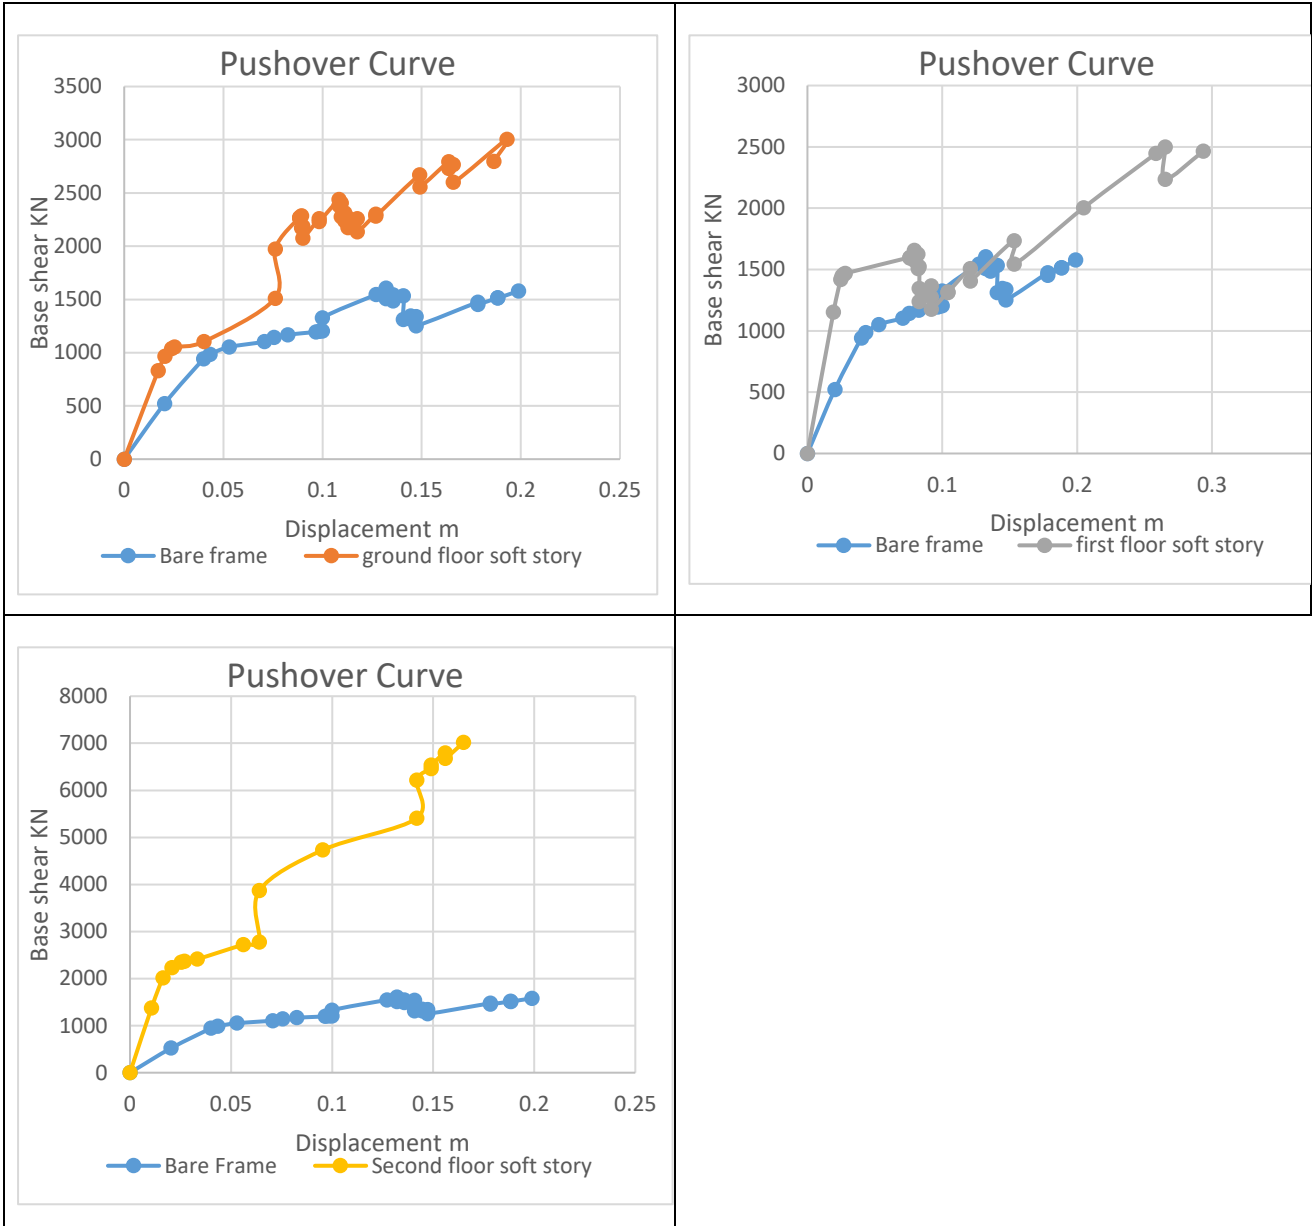 Pushover Curve
3500
3000
2500
2000
1500
1000
500
0
Base shear KN
0 0.05 0.1 0.15 0.2 0.25
Displacement m
Bare frame ground floor soft story
Pushover Curve
3000
2500
2000
1500
1000
500
0
Base shear KN
0 0.1 0.2 0.3
Displacement m
Bare frame first floor soft story
Pushover Curve
8000
7000
6000
5000
4000
3000
2000
1000
0
Base shear KN
0 0.05 0.1 0.15 0.2 0.25
Displacement m
Bare Frame Second floor soft story